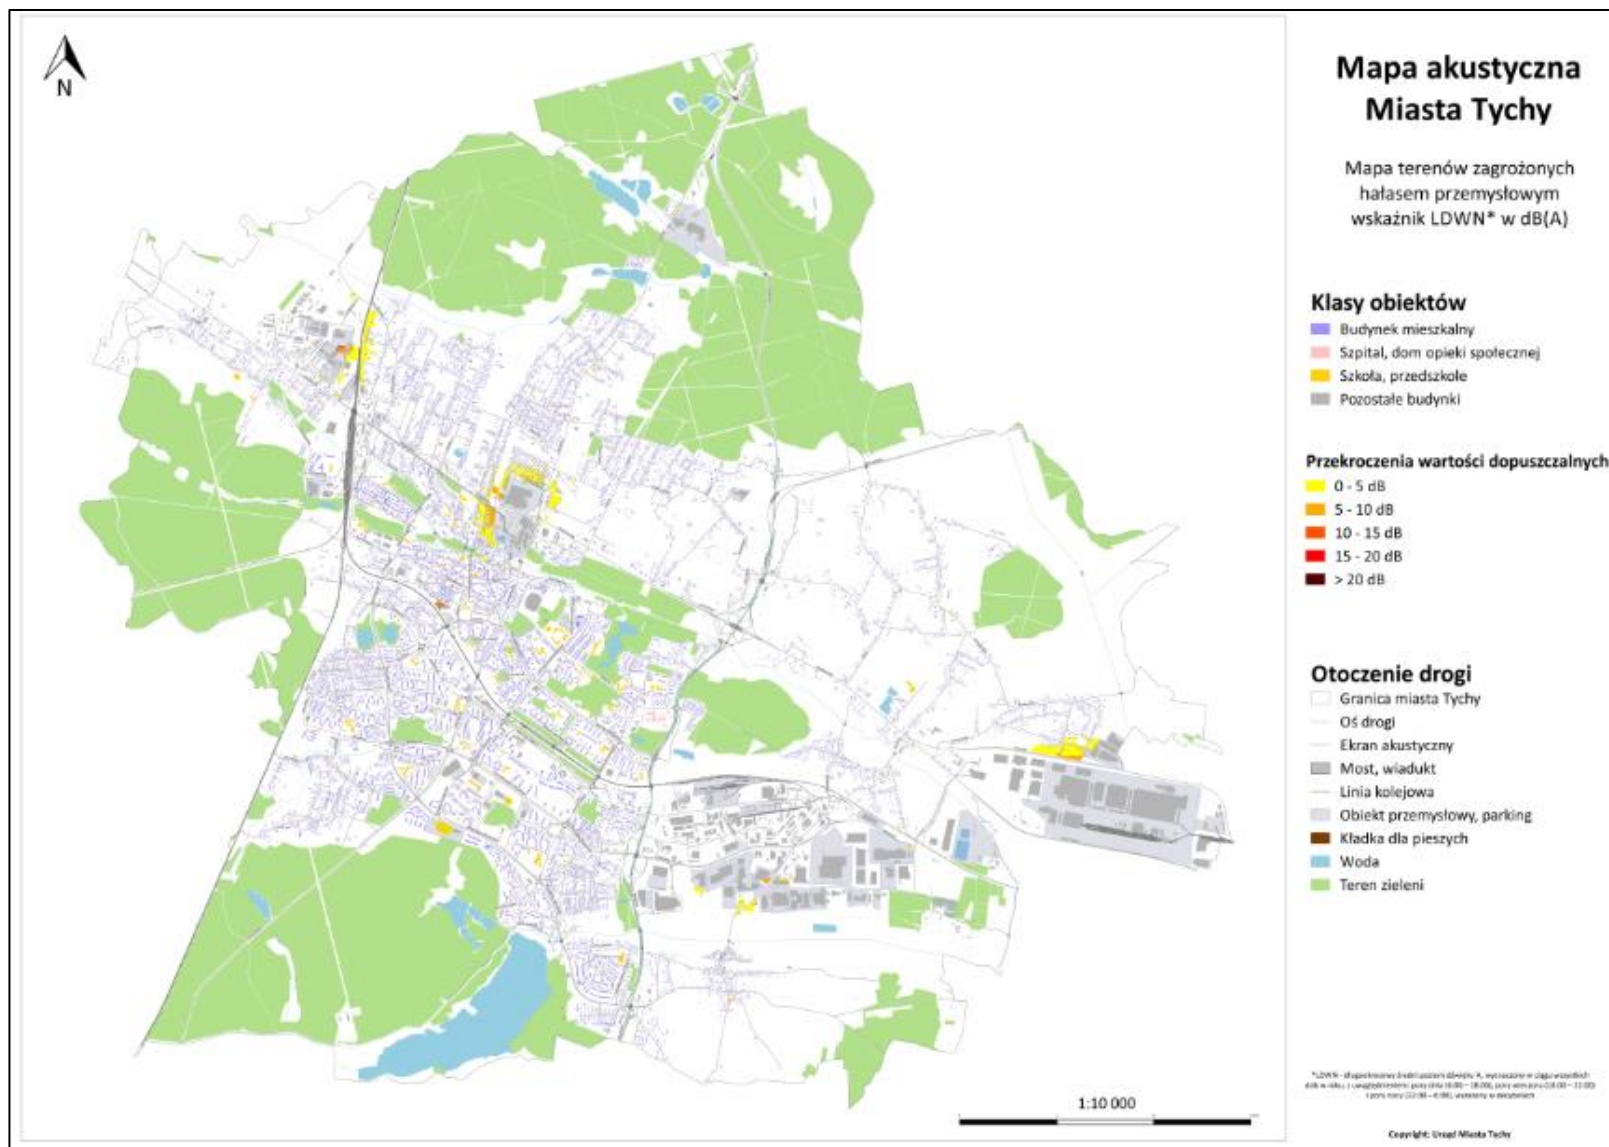 N
Mapa akustyczna
Miasta Tychy
Mapa terenów zagrożonych
hałasem przemysłowym
wskaźnik LDWN* w dB(A)
Klasy obiektów
Budynek mieszkalny
Szpital, dom opieki społecznej
Szkoła, przedszkole
Pozostałe budynki
Przekroczenia wartości dopuszczalnych
0 - 5 dB
5 - 10 dB
10 - 15 dB
15 - 20 dB
> 20 dB
Otoczenie drogi
Granica miasta Tychy
Oś drogi
Ekran akustyczny
Most, wiadukt
Linia kolejowa
Obiekt przemysłowy, parking
Kładka dla pieszych
Woda
Teren zieleni
1:10 000
Copyright: Urząd Miasta Tychy